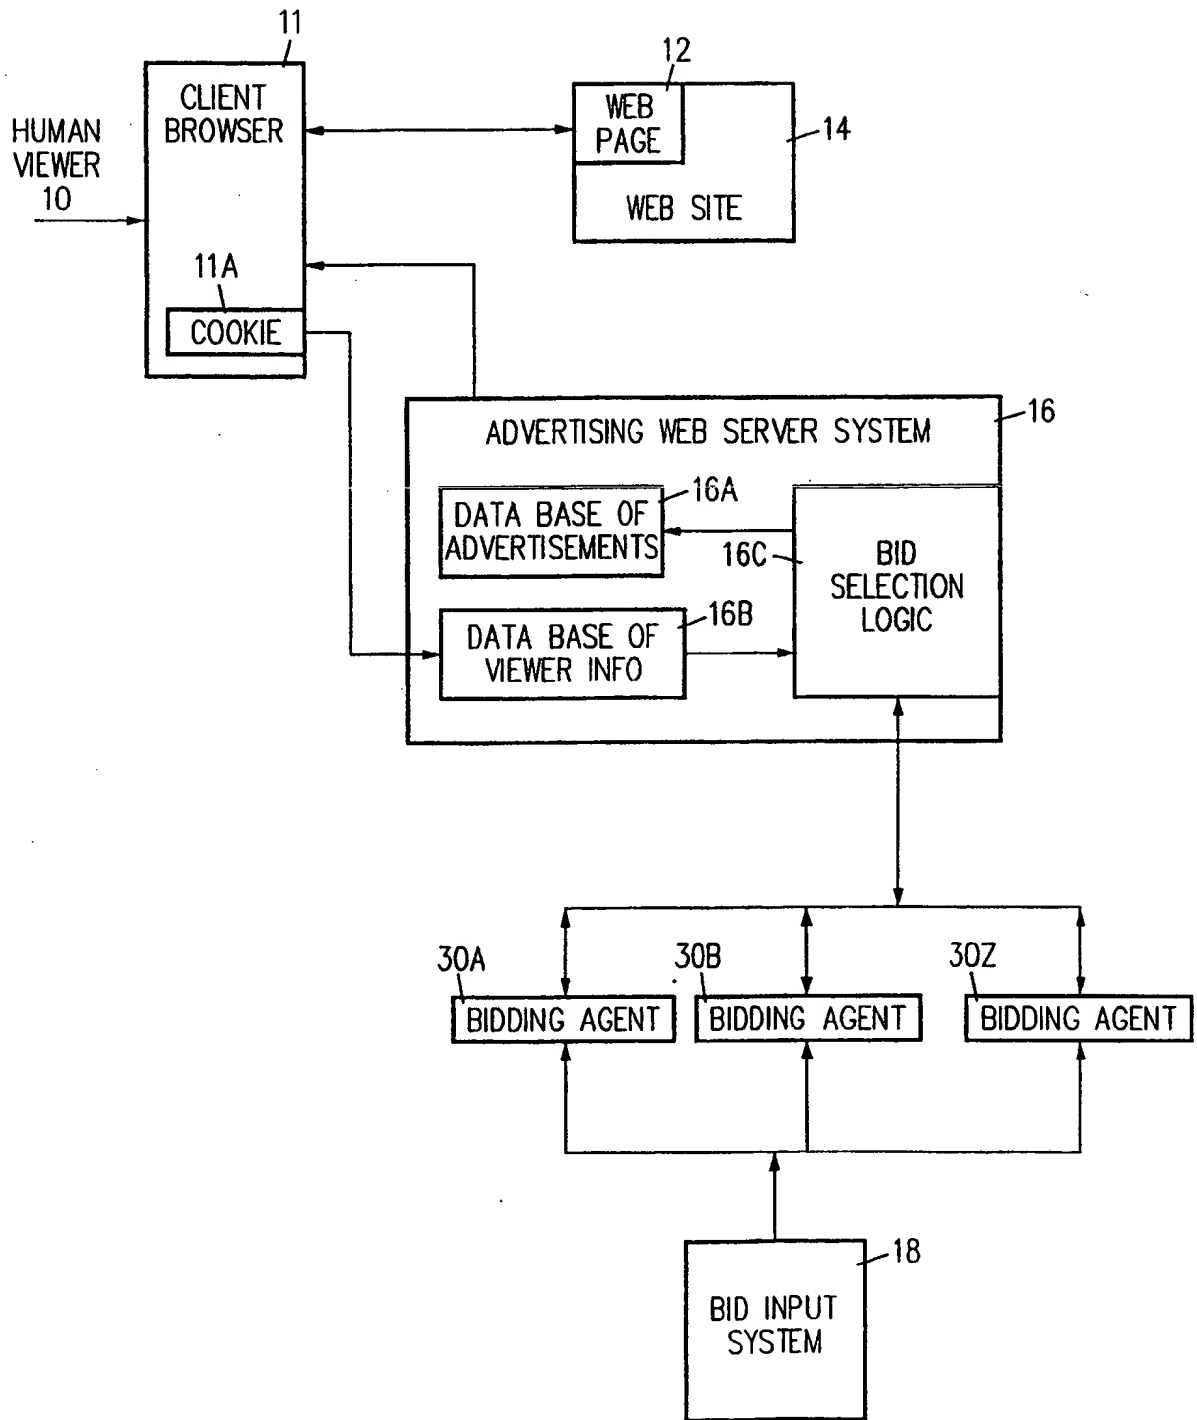 11
CLIENT
BROWSER
HUMAN
VIEWER
10
12
WEB
PAGE
14
WEB SITE
11A
COOKIE
16
ADVERTISING WEB SERVER SYSTEM
16A
DATA BASE OF
ADVERTISEMENTS
16C
BID
SELECTION
LOGIC
16B
DATA BASE OF
VIEWER INFO
30A
BIDDING AGENT
30B
BIDDING AGENT
30Z
BIDDING AGENT
18
BID INPUT
SYSTEM